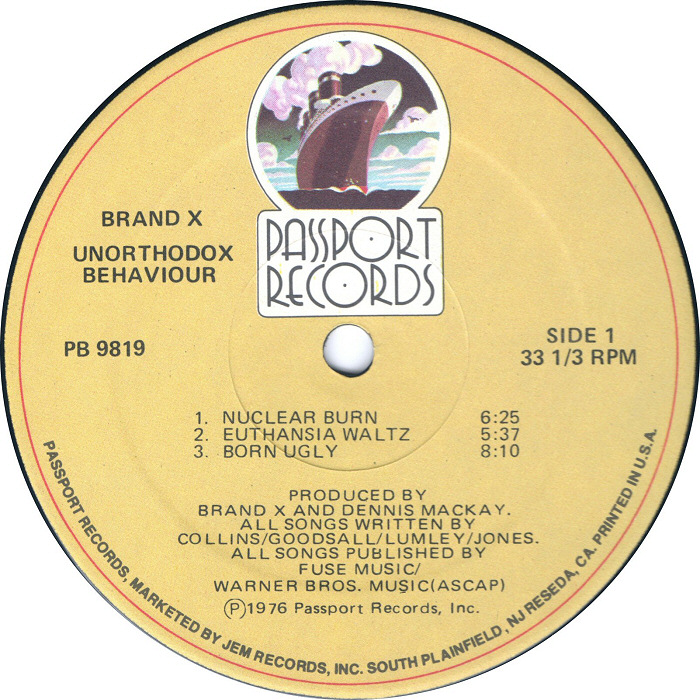 PASSPORT
RECORDS
BRAND X
UNORTHODOX
BEHAVIOUR
PB 9819
SIDE 1
33 1/3 RPM
1. NUCLEAR BURN 6:25
2. EUTHANSIA WALTZ 5:37
3. BORN UGLY 8:10
PRODUCED BY
BRAND X AND DENNIS MACKAY.
ALL SONGS WRITTEN BY
COLLINS/GOODSALL/LUMLEY/JONES.
ALL SONGS PUBLISHED BY
FUSE MUSIC/
WARNER BROS. MUSIC(ASCAP)
Ⓟ1976 Passport Records, Inc.
PASSPORT RECORDS, MARKETED BY JEM RECORDS, INC. SOUTH PLAINFIELD, NJ RESEDA, CA. PRINTED IN U.S.A.